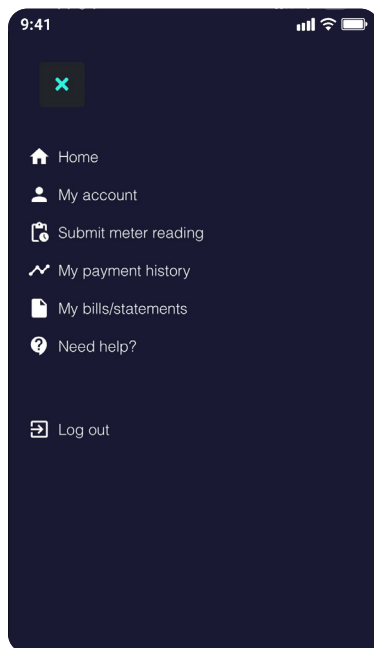 9:41
Home
My account
Submit meter reading
My payment history
My bills/statements
Need help?
Log out